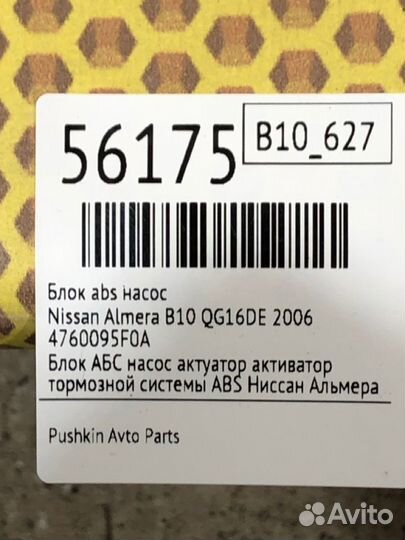 56175
B10_627
Блок abs насос
Nissan Almera B10 QG16DE 2006
4760095F0A
Блок АБС насос актуатор активатор
тормозной системы ABS Ниссан Альмера
Pushkin Avto Parts
Avito